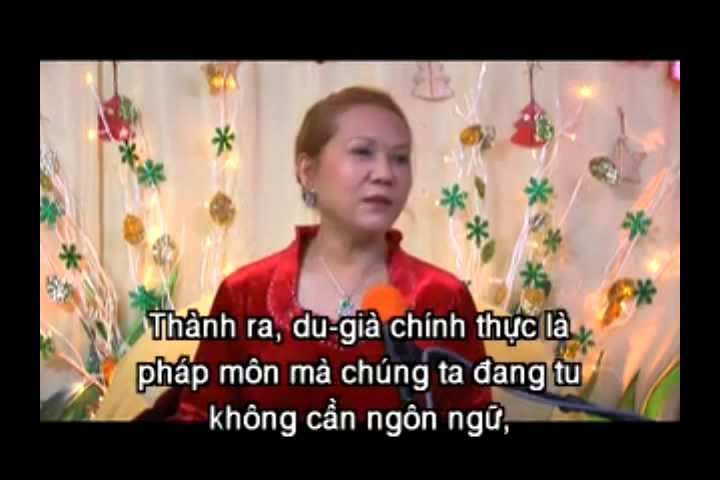 Thành ra, du-già chính thực là
pháp môn mà chúng ta đang tu
không cần ngôn ngữ,